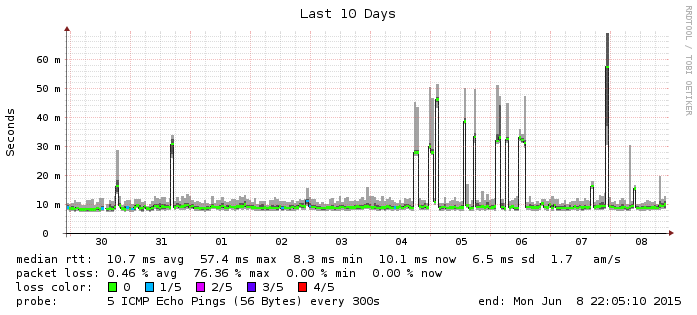 Last 10 Days
RRDTOOL / TOBI OETIKER
Seconds
60 m
50 m
40 m
30 m
20 m
10 m
0
30 31 01 02 03 04 05 06 07 08
median rtt: 10.7 ms avg 57.4 ms max 8.3 ms min 10.1 ms now 6.5 ms sd 1.7 am/s
packet loss: 0.46 % avg 76.36 % max 0.00 % min 0.00 % now
loss color: 0 1/5 2/5 3/5 4/5
probe: 5 ICMP Echo Pings (56 Bytes) every 300s end: Mon Jun 8 22:05:10 2015